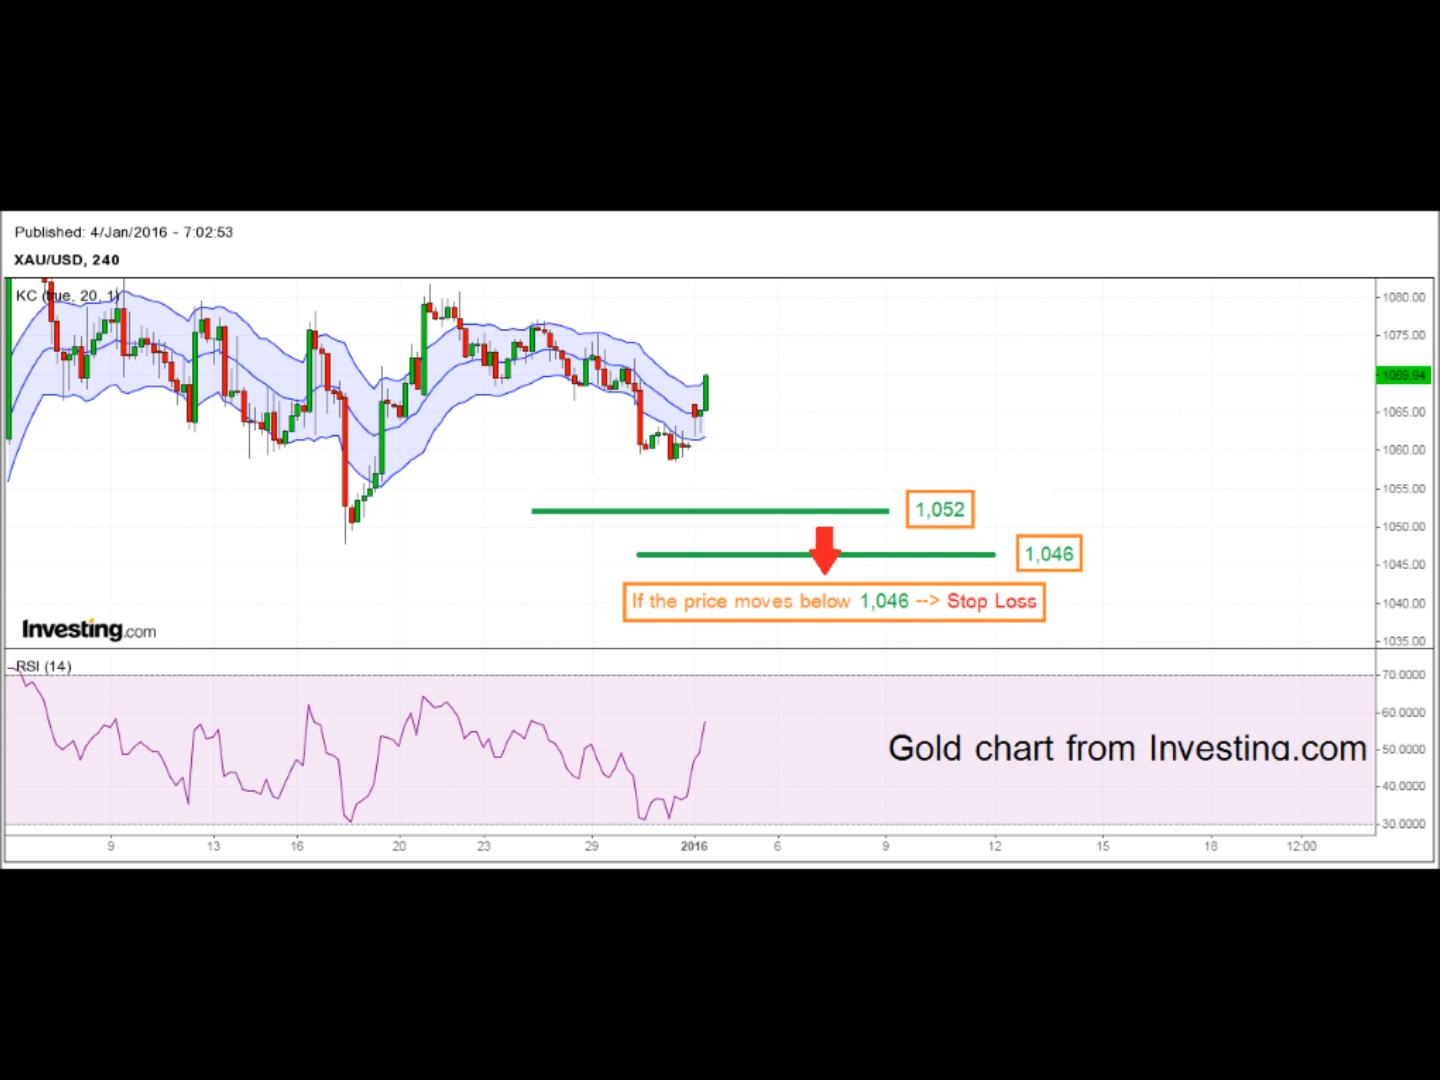 Published: 4/Jan/2016 - 7:02:53
XAU/USD, 240
KC (true, 20, 1)
1080.00
1075.00
1069.94
1065.00
1060.00
1055.00
1,052
1050.00
1,046
1045.00
If the price moves below 1,046 --> Stop Loss
1040.00
Investing.com
1035.00
RSI (14)
70.0000
60.0000
Gold chart from Investing.com
50.0000
40.0000
30.0000
9 13 16 20 23 29 2016 6 9 12 15 18 12:00